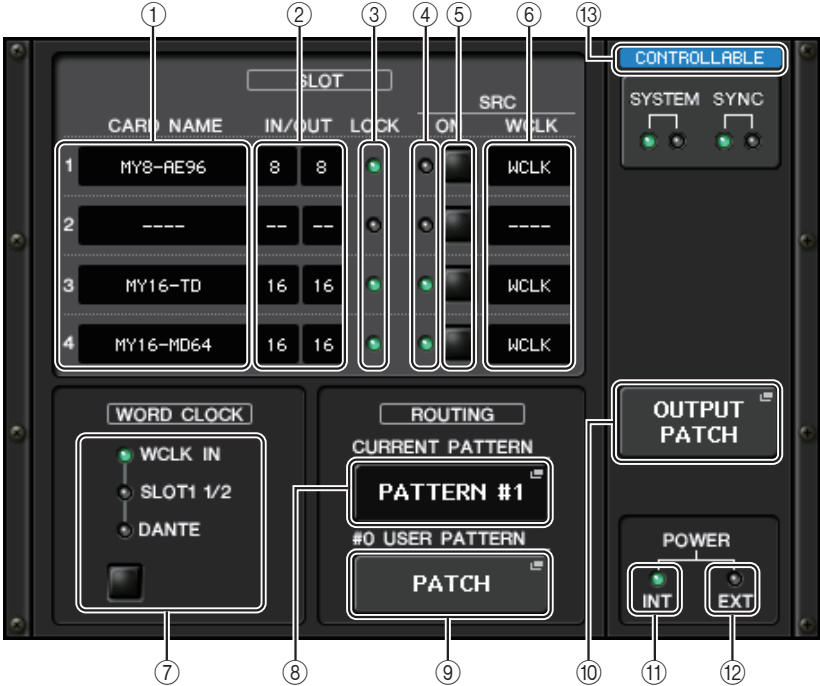 ① ② ③ ④ ⑤ ⑥ ⑬
SLOT
CONTROLLABLE
SRC
SYSTEM SYNC
CARD NAME IN/OUT LOCK ON WCLK
1 MY8-AE96 8 8 WCLK
2 ---- -- -- ----
3 MY16-TD 16 16 WCLK
4 MY16-MD64 16 16 WCLK
WORD CLOCK
WCLK IN
SLOT1 1/2
DANTE
ROUTING
CURRENT PATTERN
PATTERN #1
#0 USER PATTERN
PATCH
OUTPUT
PATCH
POWER
INT EXT
⑦ ⑧ ⑨ ⑩ ⑪ ⑫